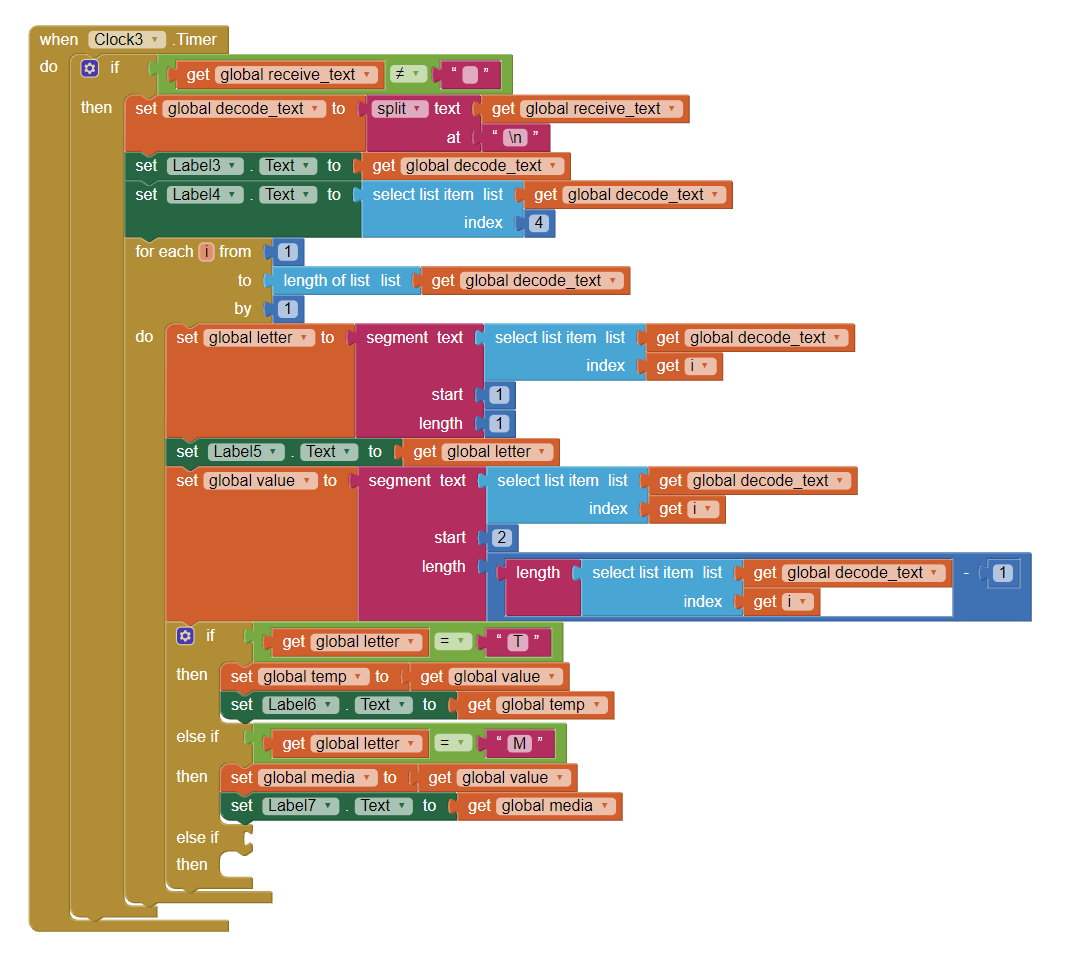 when Clock3 .Timer
do if get global receive_text ≠ “ ”
then set global decode_text to split text get global receive_text
at “ \n ”
set Label3 . Text to get global decode_text
set Label4 . Text to select list item list get global decode_text
index 4
for each i from 1
to length of list list get global decode_text
by 1
do set global letter to segment text select list item list get global decode_text
index get i
start 1
length 1
set Label5 . Text to get global letter
set global value to segment text select list item list get global decode_text
index get i
start 2
length length select list item list get global decode_text - 1
index get i
if get global letter = “ T ”
then set global temp to get global value
set Label6 . Text to get global temp
else if get global letter = “ M ”
then set global media to get global value
set Label7 . Text to get global media
else if
then